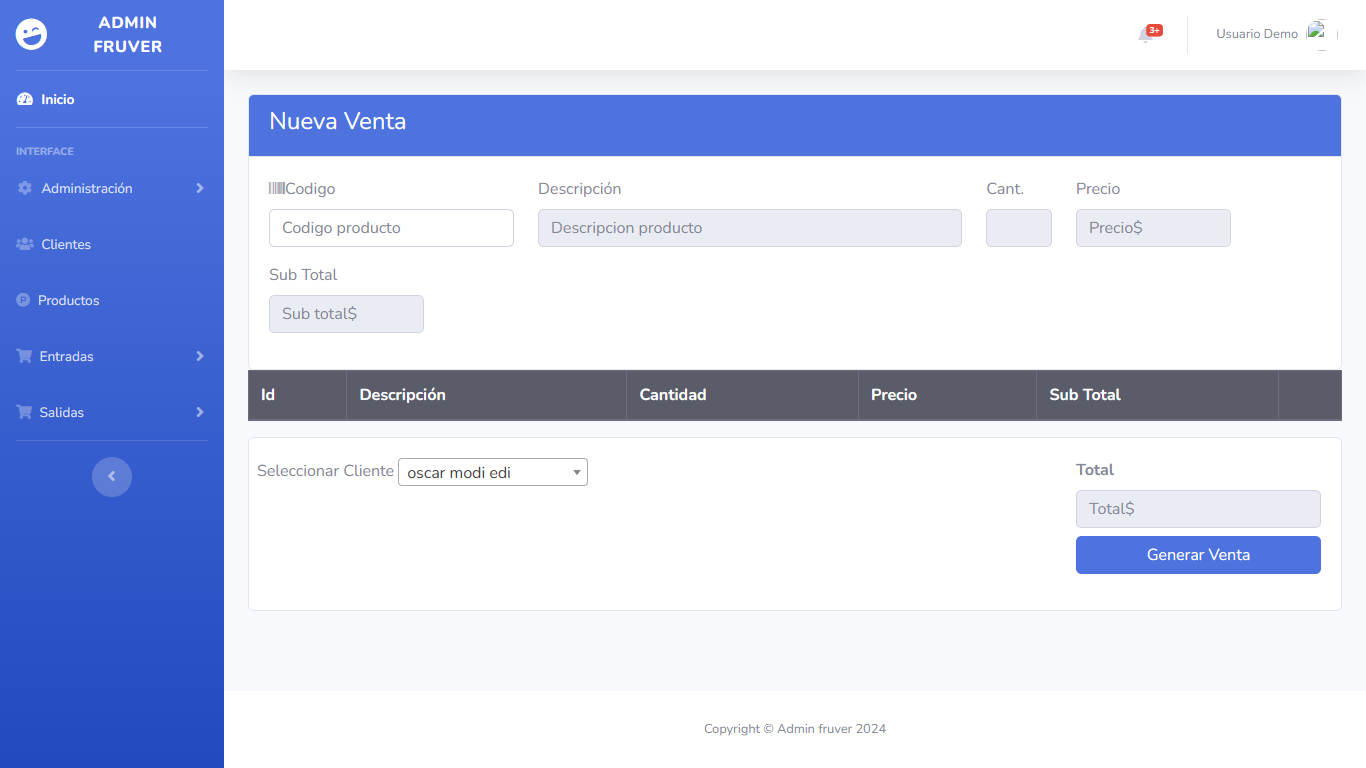 ADMIN
FRUVER
3+
Usuario Demo
Inicio
INTERFACE
Administración
Clientes
Productos
Entradas
Salidas
Nueva Venta
Codigo Descripción Cant. Precio
Codigo producto Descripcion producto Precio$
Sub Total
Sub total$
Id Descripción Cantidad Precio Sub Total
Seleccionar Cliente oscar modi edi
Total
Total$
Generar Venta
Copyright © Admin fruver 2024